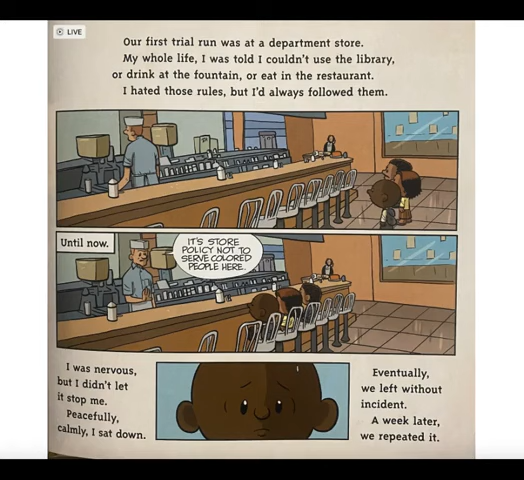 LIVE
Our first trial run was at a department store.
My whole life, I was told I couldn't use the library,
or drink at the fountain, or eat in the restaurant.
I hated those rules, but I'd always followed them.
Until now.
IT'S STORE
POLICY NOT TO
SERVE COLORED
PEOPLE HERE.
I was nervous,
but I didn't let
it stop me.
Peacefully,
calmly, I sat down.
Eventually,
we left without
incident.
A week later,
we repeated it.